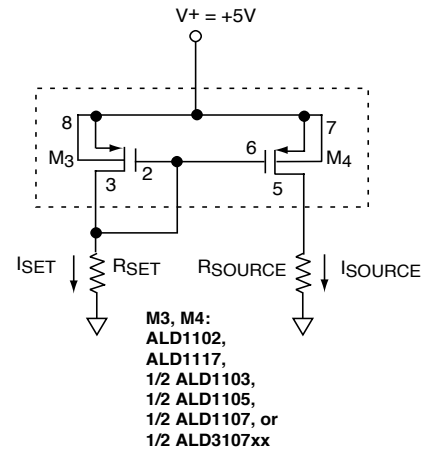 V+ = +5V
8
7
M3
3
2
6
5
M4
ISET
RSET
RSOURCE
ISOURCE
M3, M4:
ALD1102,
ALD1117,
1/2 ALD1103,
1/2 ALD1105,
1/2 ALD1107, or
1/2 ALD3107xx